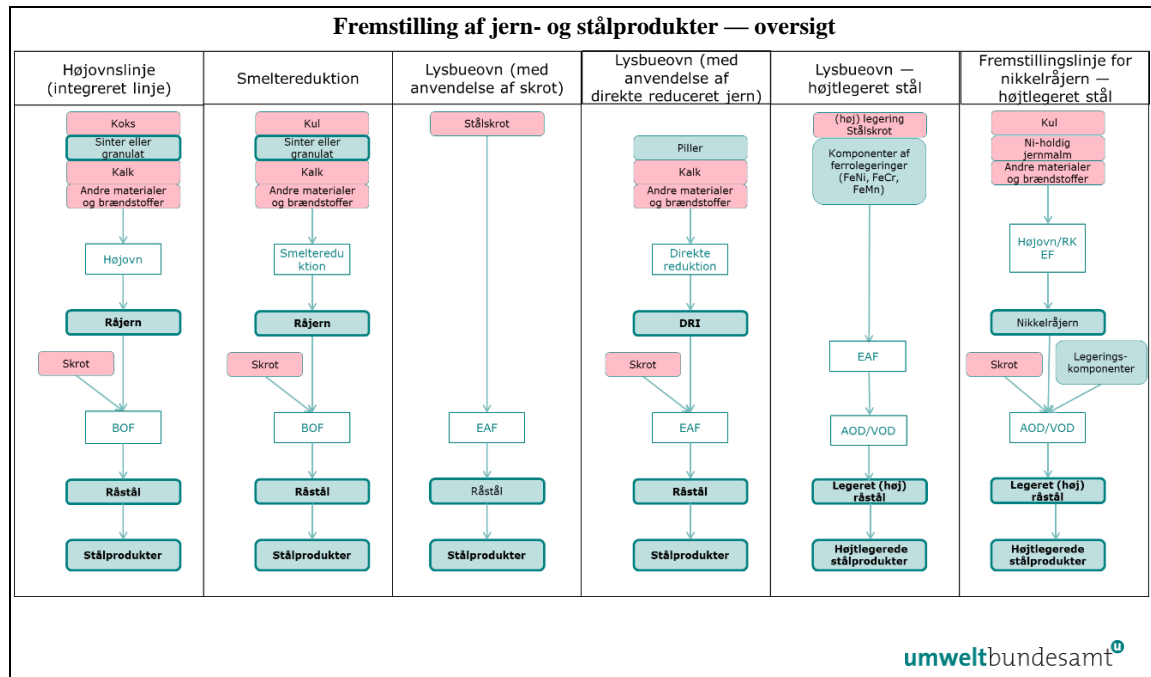 Fremstilling af jern- og stålprodukter — oversigt
Højovnslinje
(integreret linje)
Koks
Sinter eller
granulat
Kalk
Andre materialer
og brændstoffer
Højovn
Råjern
Skrot
BOF
Råstål
Stålprodukter
Smeltereduktion
Kul
Sinter eller
granulat
Kalk
Andre materialer
og brændstoffer
Smelteredu
ktion
Råjern
Skrot
BOF
Råstål
Stålprodukter
Lysbueovn (med
anvendelse af skrot)
Stålskrot
EAF
Råstål
Stålprodukter
Lysbueovn (med
anvendelse af
direkte reduceret jern)
Piller
Kalk
Andre materialer
og brændstoffer
Direkte
reduktion
DRI
Skrot
EAF
Råstål
Stålprodukter
Lysbueovn —
højtlegeret stål
(høj) legering
Stålskrot
Komponenter af
ferrolegeringer
(FeNi, FeCr,
FeMn)
EAF
AOD/VOD
Legeret (høj)
råstål
Højtlegerede
stålprodukter
Fremstillingslinje for
nikkelråjern —
højtlegeret stål
Kul
Ni-holdig
jernmalm
Andre materialer
og brændstoffer
Højovn/RK
EF
Nikkelråjern
Skrot
Legerings-
komponenter
AOD/VOD
Legeret (høj)
råstål
Højtlegerede
stålprodukter
umweltbundesamt u